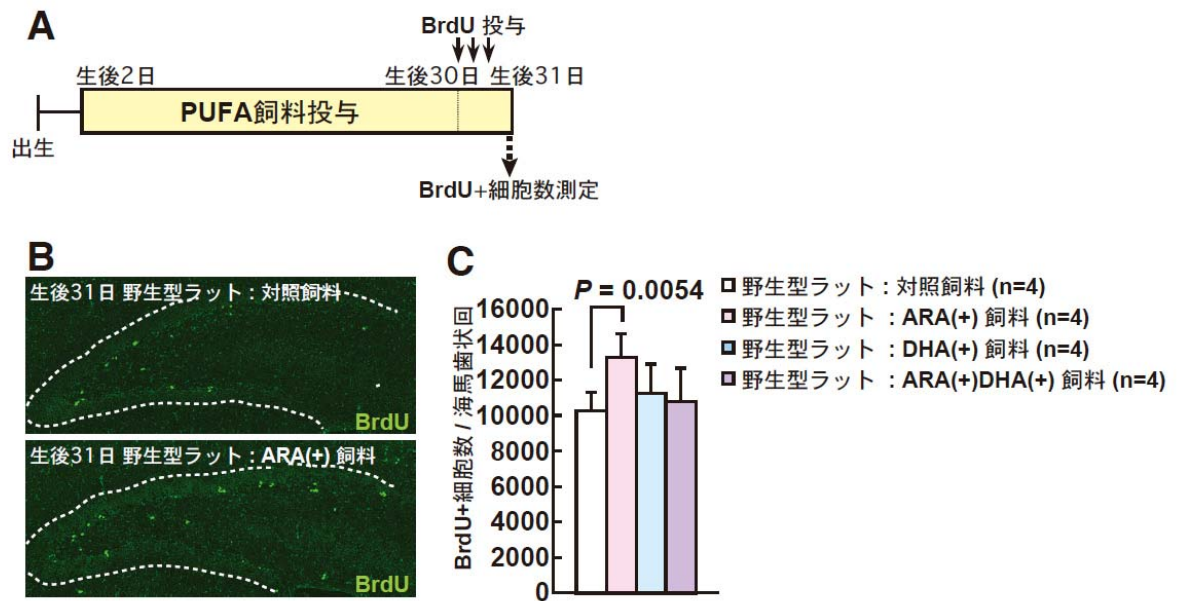 A
BrdU 投与
生後2日
生後30日 生後31日
PUFA飼料投与
出生
BrdU+細胞数測定
B
生後31日 野生型ラット : 対照飼料
BrdU
生後31日 野生型ラット : ARA(+) 飼料
BrdU
C
P = 0.0054
BrdU+細胞数 / 海馬歯状回
16000
14000
12000
10000
8000
6000
4000
2000
0
野生型ラット : 対照飼料 (n=4)
野生型ラット : ARA(+) 飼料 (n=4)
野生型ラット : DHA(+) 飼料 (n=4)
野生型ラット : ARA(+)DHA(+) 飼料 (n=4)